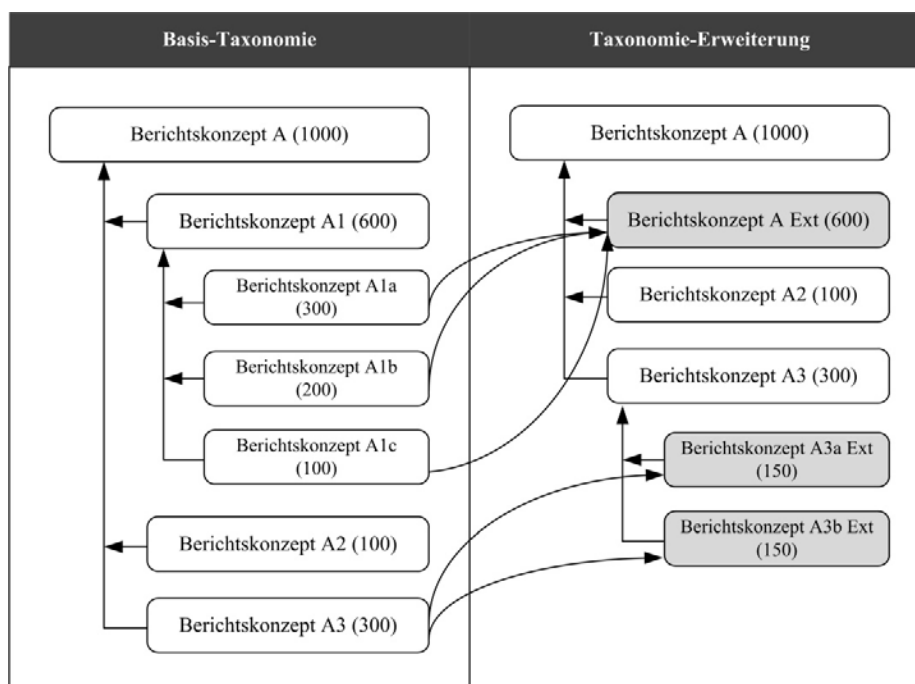 Basis-Taxonomie
Berichtskonzept A (1000)
Berichtskonzept A1 (600)
Berichtskonzept A1a
(300)
Berichtskonzept A1b
(200)
Berichtskonzept A1c
(100)
Berichtskonzept A2 (100)
Berichtskonzept A3 (300)
Taxonomie-Erweiterung
Berichtskonzept A (1000)
Berichtskonzept A Ext (600)
Berichtskonzept A2 (100)
Berichtskonzept A3 (300)
Berichtskonzept A3a Ext
(150)
Berichtskonzept A3b Ext
(150)